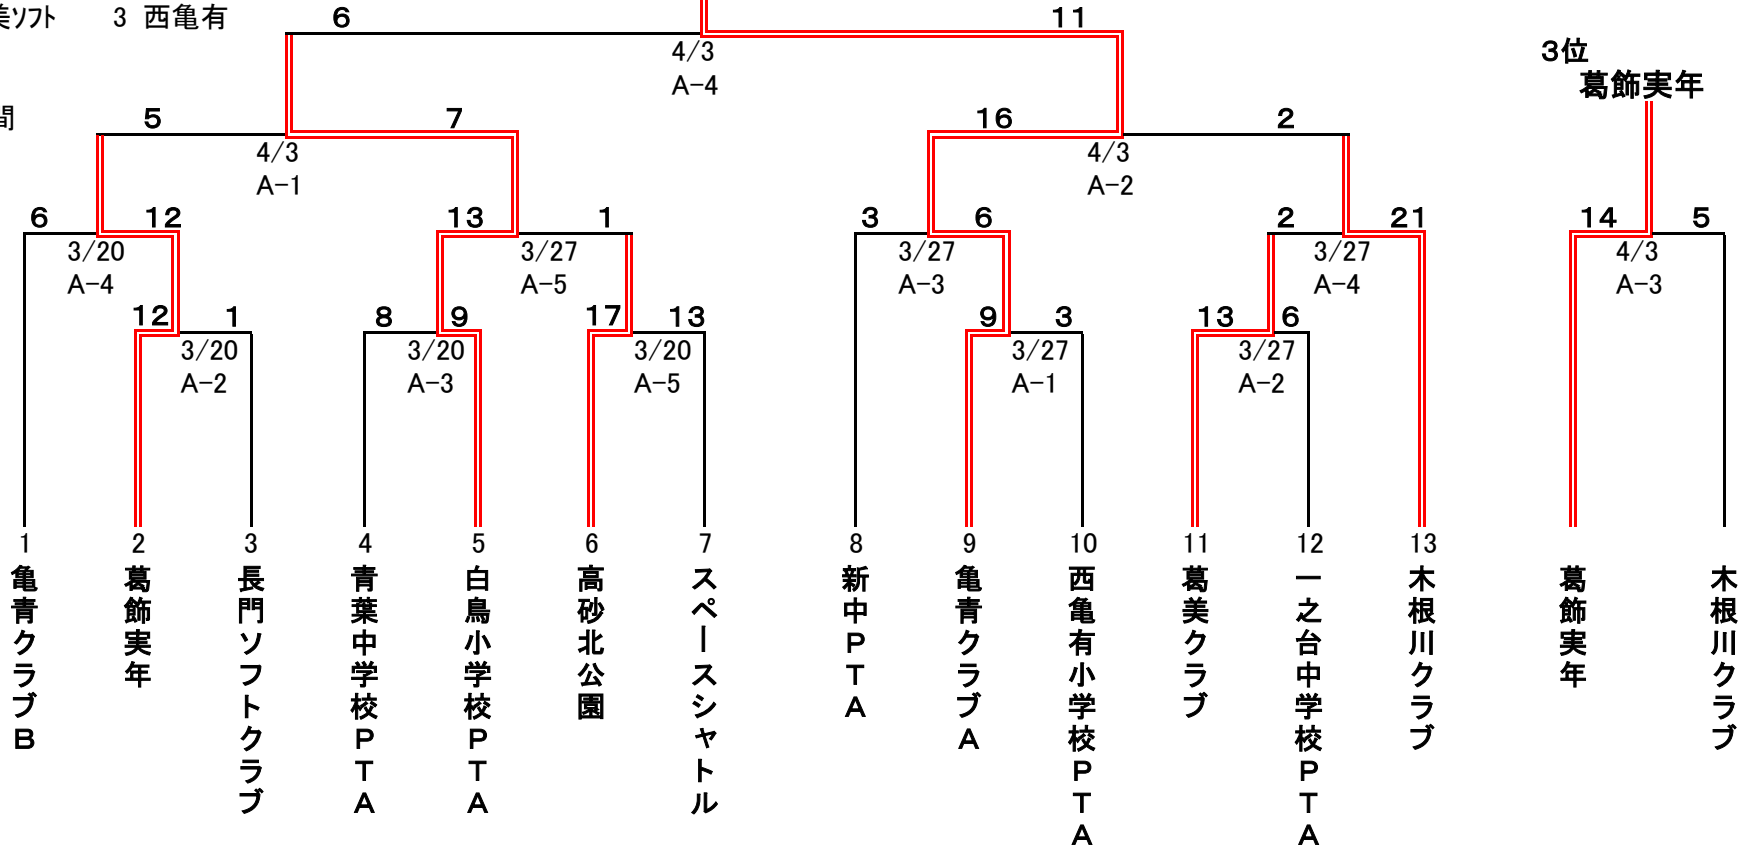 ソフト 3 西亀有
6 11
4/3
A-4
3位
葛飾実年
間
5 7 16 2
4/3 4/3
A-1 A-2
6 12 13 1 3 6 2 21 14 5
3/20 3/27 3/27 3/27 4/3
A-4 A-5 A-3 A-4 A-3
12 1 8 9 17 13 9 3 13 6
3/20 3/20 3/20 3/27 3/27
A-2 A-3 A-5 A-1 A-2
1 2 3 4 5 6 7 8 9 10 11 12 13
亀青クラブB
葛飾実年
長門ソフトクラブ
青葉中学校PTA
白鳥小学校PTA
高砂北公園
スペースシャトル
新中PTA
亀青クラブA
西亀有小学校PTA
葛美クラブ
一之台中学校PTA
木根川クラブ
葛飾実年
木根川クラブ